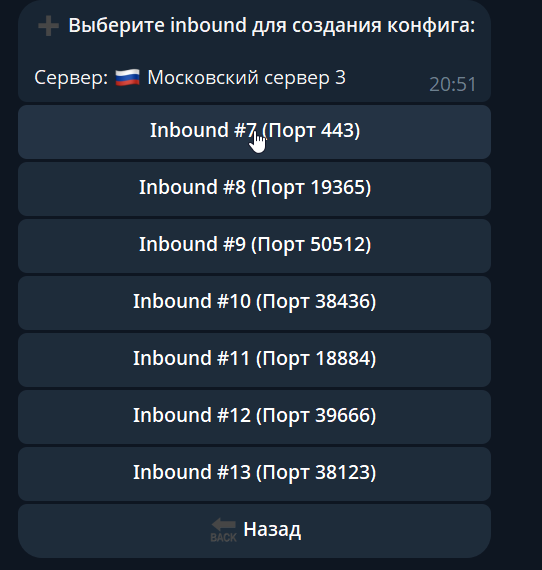 ➕ Выберите inbound для создания конфига:
Сервер: 🇷🇺 Московский сервер 3
20:51
Inbound #7 (Порт 443)
Inbound #8 (Порт 19365)
Inbound #9 (Порт 50512)
Inbound #10 (Порт 38436)
Inbound #11 (Порт 18884)
Inbound #12 (Порт 39666)
Inbound #13 (Порт 38123)
BACK Назад